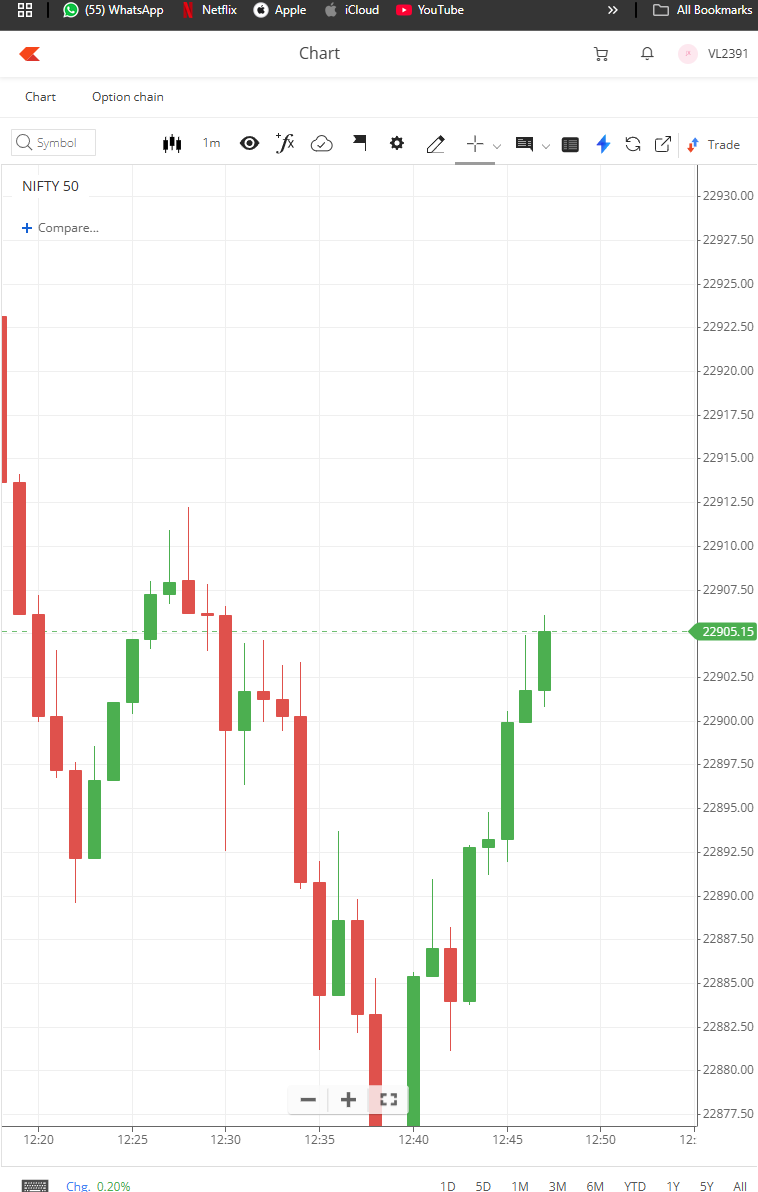 (55) WhatsApp Netflix Apple iCloud YouTube » All Bookmarks
Chart VL2391
Chart Option chain
Symbol 1m +fx Trade
NIFTY 50
+ Compare...
22930.00
22927.50
22925.00
22922.50
22920.00
22917.50
22915.00
22912.50
22910.00
22907.50
22905.15
22902.50
22900.00
22897.50
22895.00
22892.50
22890.00
22887.50
22885.00
22882.50
22880.00
22877.50
12:20 12:25 12:30 12:35 12:40 12:45 12:50 12:
Chg. 0.20% 1D 5D 1M 3M 6M YTD 1Y 5Y All